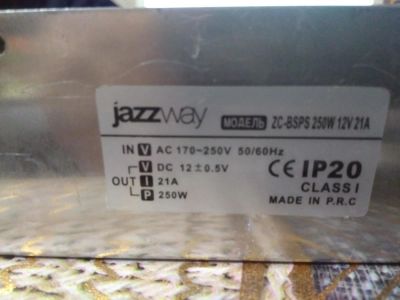 jazzway МОДЕЛЬ ZC-BSPS 250W 12V 21A
IN V AC 170~250V 50/60Hz
V DC 12±0.5V
OUT I 21A
P 250W
CE IP20
CLASS I
MADE IN P.R.C